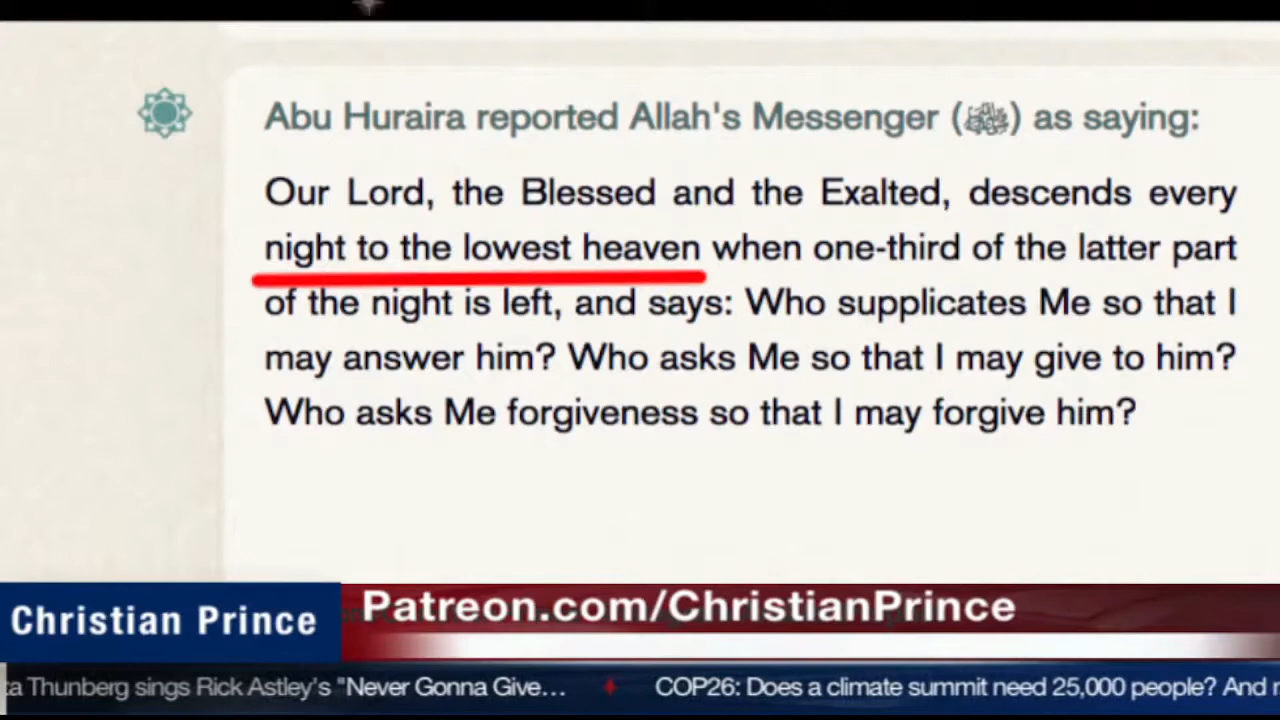 Abu Huraira reported Allah's Messenger (ﷺ) as saying:
Our Lord, the Blessed and the Exalted, descends every
night to the lowest heaven when one-third of the latter part
of the night is left, and says: Who supplicates Me so that I
may answer him? Who asks Me so that I may give to him?
Who asks Me forgiveness so that I may forgive him?
Christian Prince
Patreon.com/ChristianPrince
Thunberg sings Rick Astley's "Never Gonna Give… COP26: Does a climate summit need 25,000 people? And